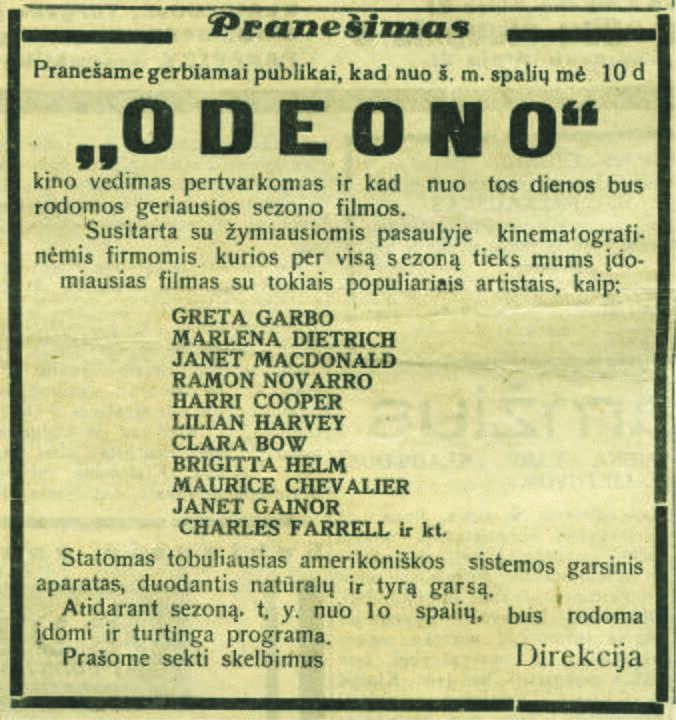 Pranešimas
Pranešame gerbiamai publikai, kad nuo š. m. spalių mė 10 d
„ODEONO“
kino vedimas pertvarkomas ir kad nuo tos dienos bus
rodomos geriausios sezono filmos.
Susitarta su žymiausiomis pasaulyje kinematografi-
nėmis firmomis kurios per visą sezoną tieks mums įdo-
miausias filmas su tokiais populiariais artistais, kaip:
GRETA GARBO
MARLENA DIETRICH
JANET MACDONALD
RAMON NOVARRO
HARRI COOPER
LILIAN HARVEY
CLARA BOW
BRIGITTA HELM
MAURICE CHEVALIER
JANET GAINOR
CHARLES FARRELL ir kt.
Statomas tobuliausias amerikoniškos sistemos garsinis
aparatas, duodantis natūralų ir tyrą garsą.
Atidarant sezoną. t, y. nuo 1o spalių, bus rodoma
įdomi ir turtinga programa.
Prašome sekti skelbimus
Direkcija